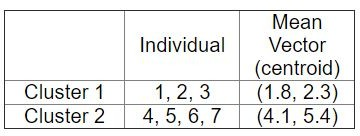 Individual
Mean
Vector
(centroid)
Cluster 1 1, 2, 3 (1.8, 2.3)
Cluster 2 4, 5, 6, 7 (4.1, 5.4)